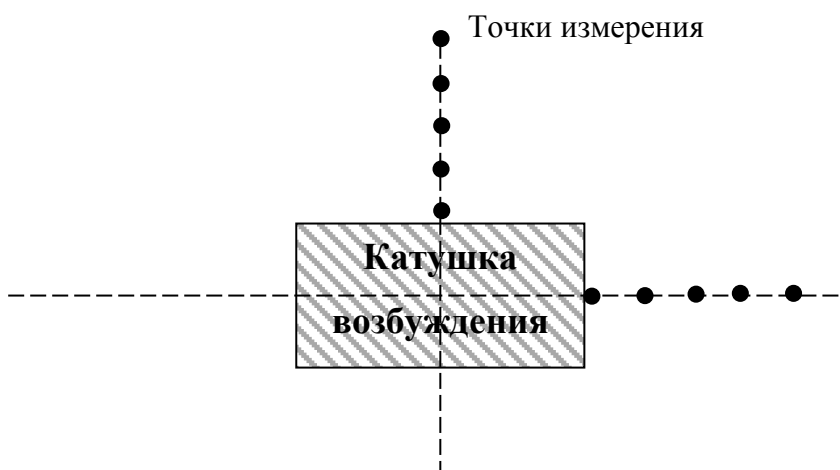 Точки измерения
Катушка
возбуждения